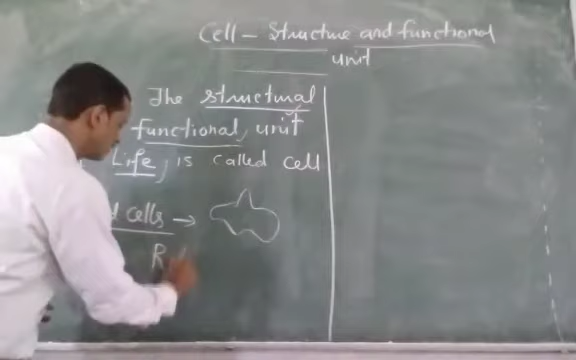 Cell - Structure and functional
unit
The structural
functional, unit
Life, is called cell
cells →
R